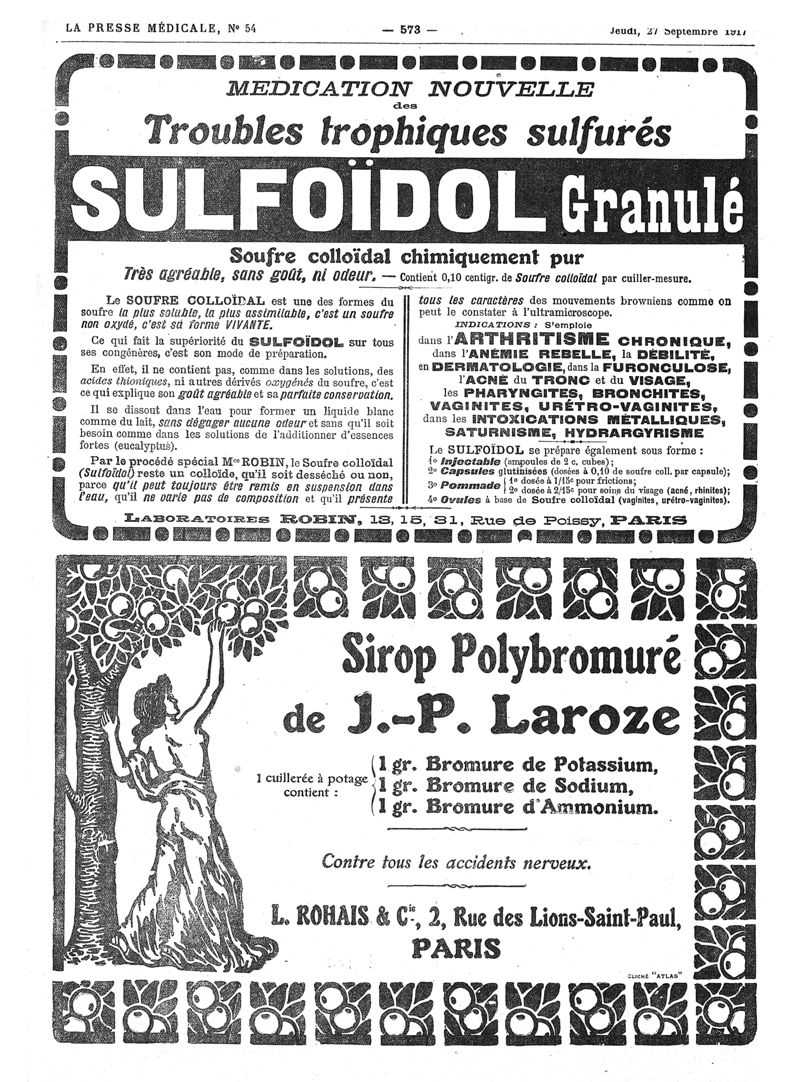 LA PRESSE MÉDICALE, N° 54
— 573 —
Jeudi, 27 Septembre 1917
MEDICATION NOUVELLE
des
Troubles trophiques sulfurés
SULFOÏDOL Granulé
Soufre colloïdal chimiquement pur
Très agréable, sans goût, ni odeur. — Contient 0,10 centigr. de Soufre colloïdal par cuiller-mesure.
Le SOUFRE COLLOÏDAL est une des formes du
soufre la plus soluble, la plus assimilable, c'est un soufre
non oxydé, c'est sa forme VIVANTE.
Ce qui fait la supériorité du SULFOÏDOL sur tous
ses congénères, c'est son mode de préparation.
En effet, il ne contient pas, comme dans les solutions, des
acides thioniques, ni autres dérivés oxygénés du soufre, c'est
ce qui explique son goût agréable et sa parfaite conservation.
Il se dissout dans l'eau pour former un liquide blanc
comme du lait, sans dégager aucune odeur et sans qu'il soit
besoin comme dans les solutions de l'additionner d'essences
fortes (eucalyptus).
Par le procédé spécial Mce ROBIN, le Soufre colloïdal
(Sulfoïdol) reste un colloïde, qu'il soit desséché ou non,
parce qu'il peut toujours être remis en suspension dans
l'eau, qu'il ne varie pas de composition et qu'il présente
tous les caractères des mouvements browniens comme on
peut le constater à l'ultramicroscope.
INDICATIONS : S'emploie
dans l'ARTHRITISME CHRONIQUE,
dans l'ANÉMIE REBELLE, la DÉBILITÉ,
en DERMATOLOGIE, dans la FURONCULOSE,
l'ACNÉ du TRONC et du VISAGE,
les PHARYNGITES, BRONCHITES,
VAGINITES, URÉTRO-VAGINITES,
dans les INTOXICATIONS MÉTALLIQUES,
SATURNISME, HYDRARGYRISME
Le SULFOÏDOL se prépare également sous forme :
1° Injectable (ampoules de 2 c. cubes);
2° Capsules glutinisées (dosées à 0,10 de soufre coll. par capsule);
3° Pommade { 1° dosée à 1/15e pour frictions;
2° dosée à 2/15e pour soins du visage (acné, rhinites);
4° Ovules à base de Soufre colloïdal (vaginites, urétro-vaginites).
LABORATOIRES ROBIN, 13, 15, 31, Rue de Poissy, PARIS
Sirop Polybromuré
de J.-P. Laroze
1 cuillerée à potage
contient :
1 gr. Bromure de Potassium,
1 gr. Bromure de Sodium,
1 gr. Bromure d'Ammonium.
Contre tous les accidents nerveux.
L. ROHAIS & Cie, 2, Rue des Lions-Saint-Paul,
PARIS
CLICHÉ "ATLAS"